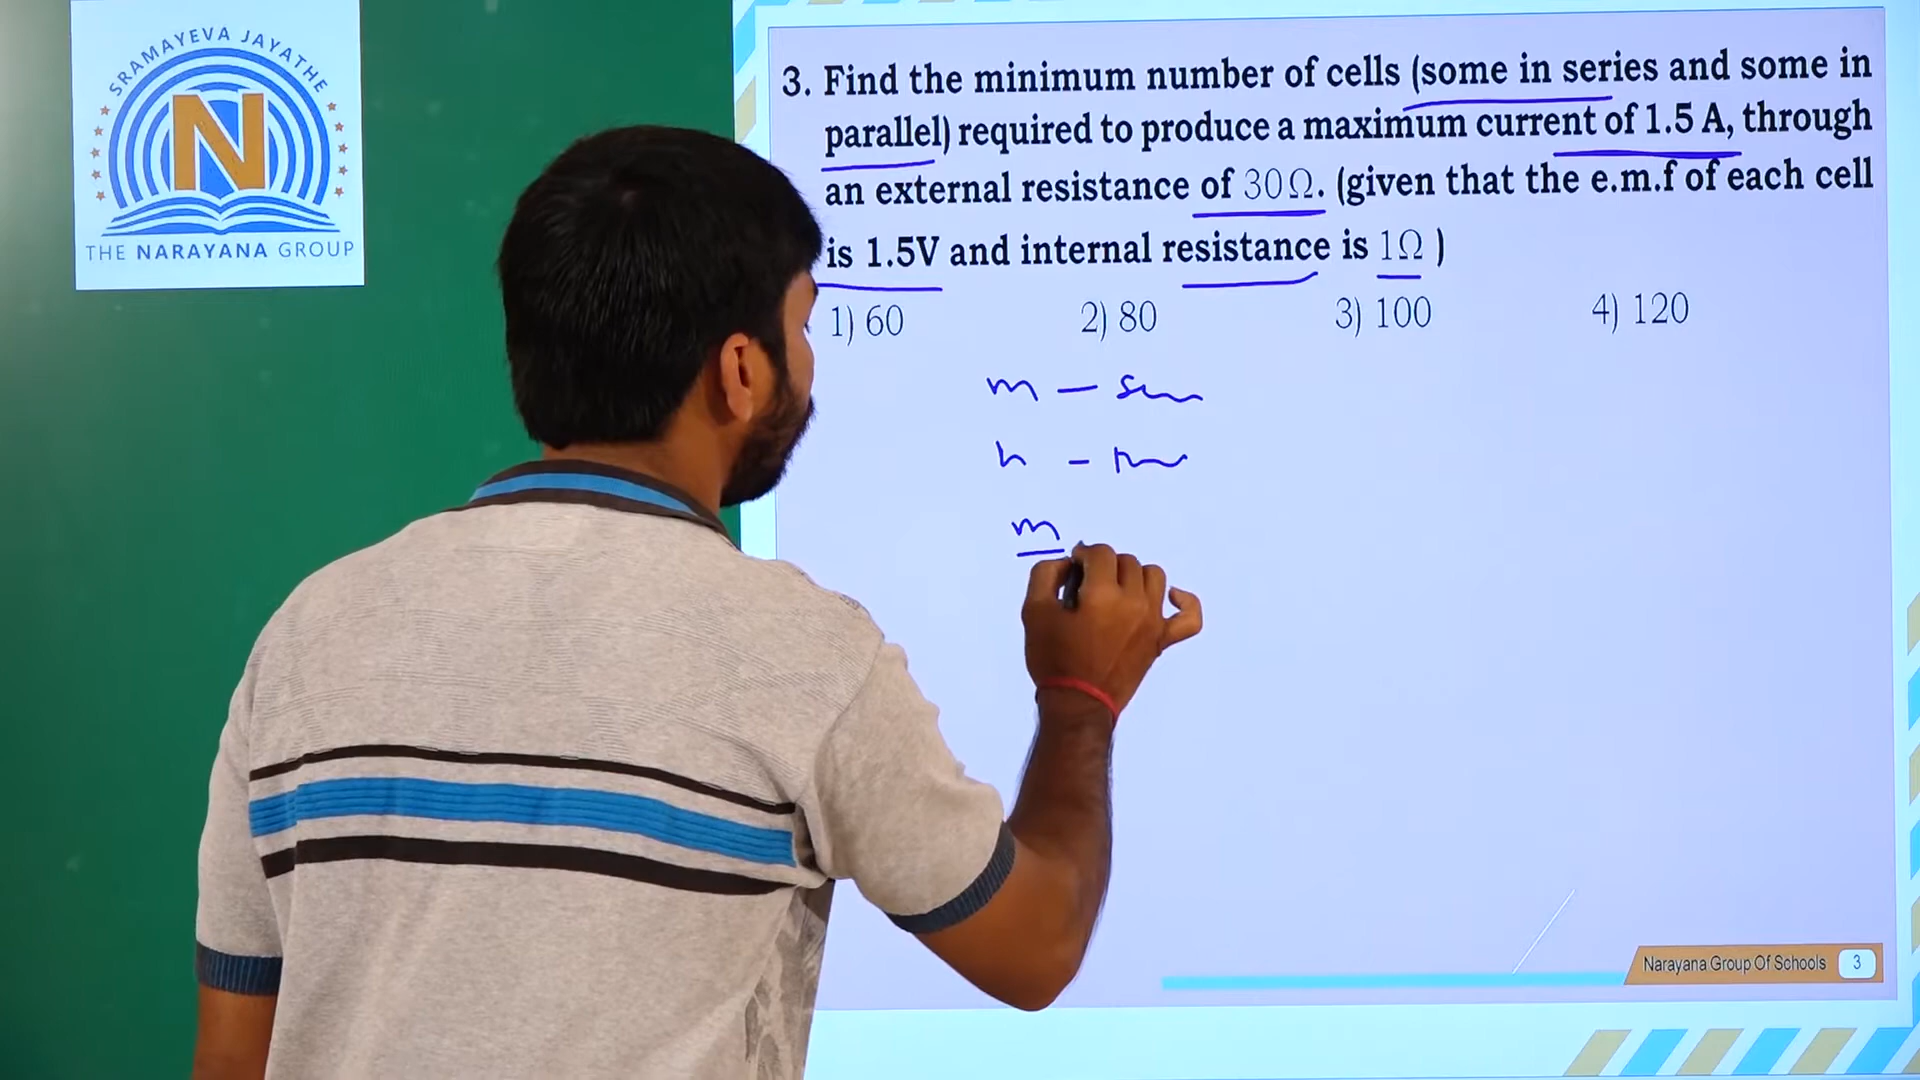 SRAMAYEVA JAYATHE
N
THE NARAYANA GROUP
3. Find the minimum number of cells (some in series and some in
parallel) required to produce a maximum current of 1.5 A, through
an external resistance of 30Ω. (given that the e.m.f of each cell
is 1.5V and internal resistance is 1Ω )
1) 60 2) 80 3) 100 4) 120
m –
n –
m
Narayana Group Of Schools 3